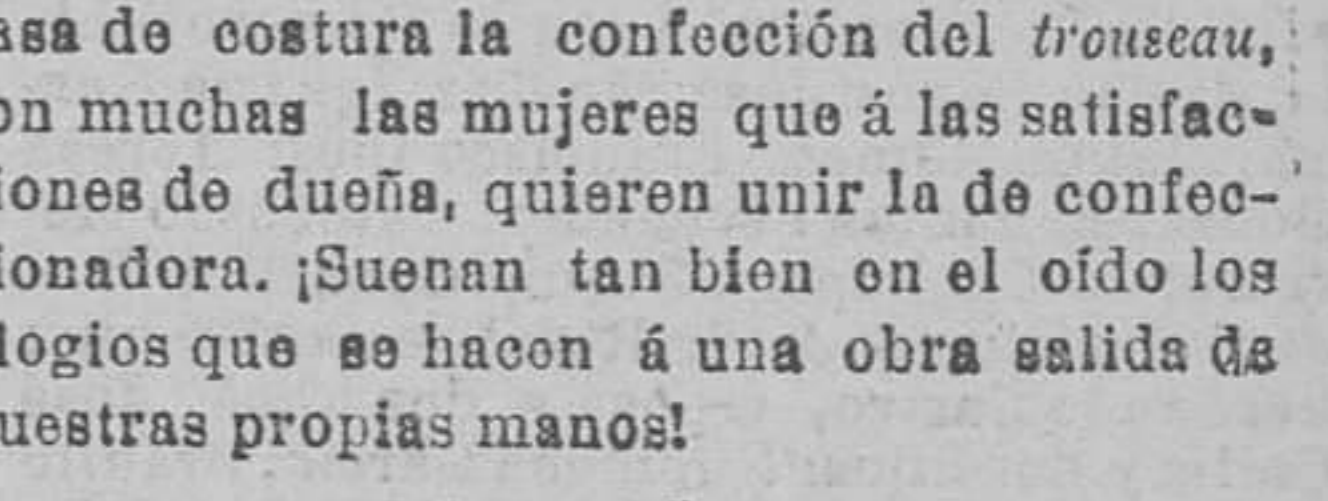 asa de costura la confección del trouseau,
on muchas las mujeres que á las satisfac-
iones de dueña, quieren unir la de confec-
ionadora. ¡Suenan tan bien en el oído los
logios que se hacen á una obra salida de
uestras propias manos!